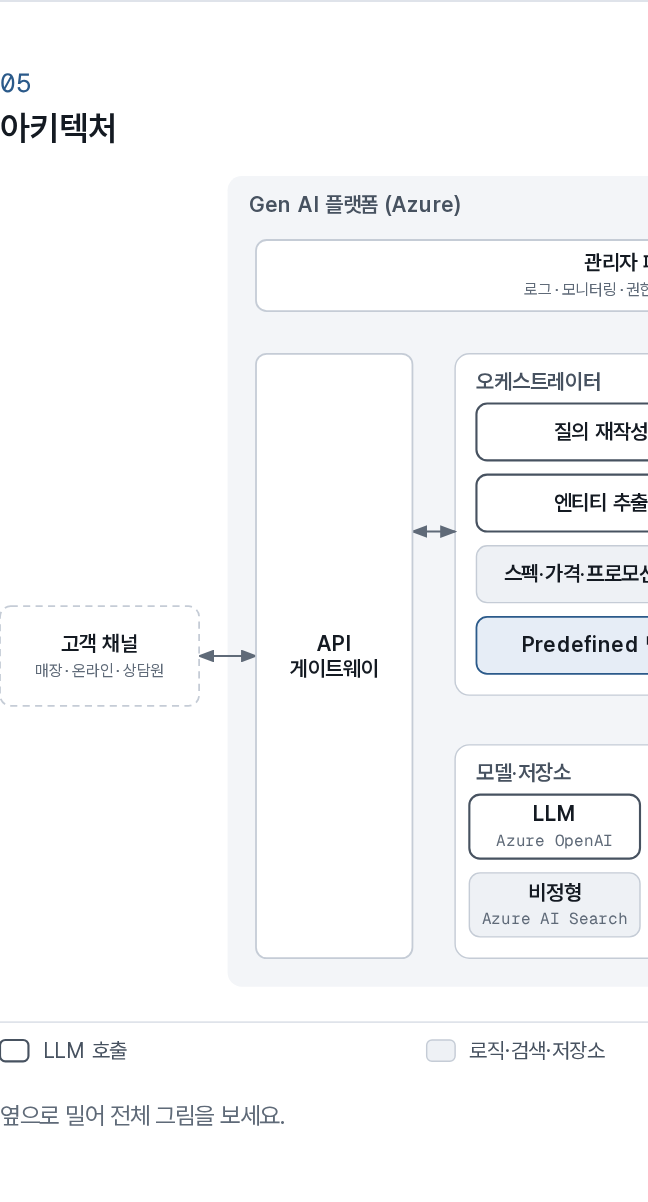 05
아키텍처
Gen AI 플랫폼 (Azure)
관리자
로그·모니터링·권한
오케스트레이터
질의 재작성
엔티티 추출
스펙·가격·프로모션
Predefined
API
게이트웨이
고객 채널
매장·온라인·상담원
모델·저장소
LLM
Azure OpenAI
비정형
Azure AI Search
LLM 호출
로직·검색·저장소
옆으로 밀어 전체 그림을 보세요.